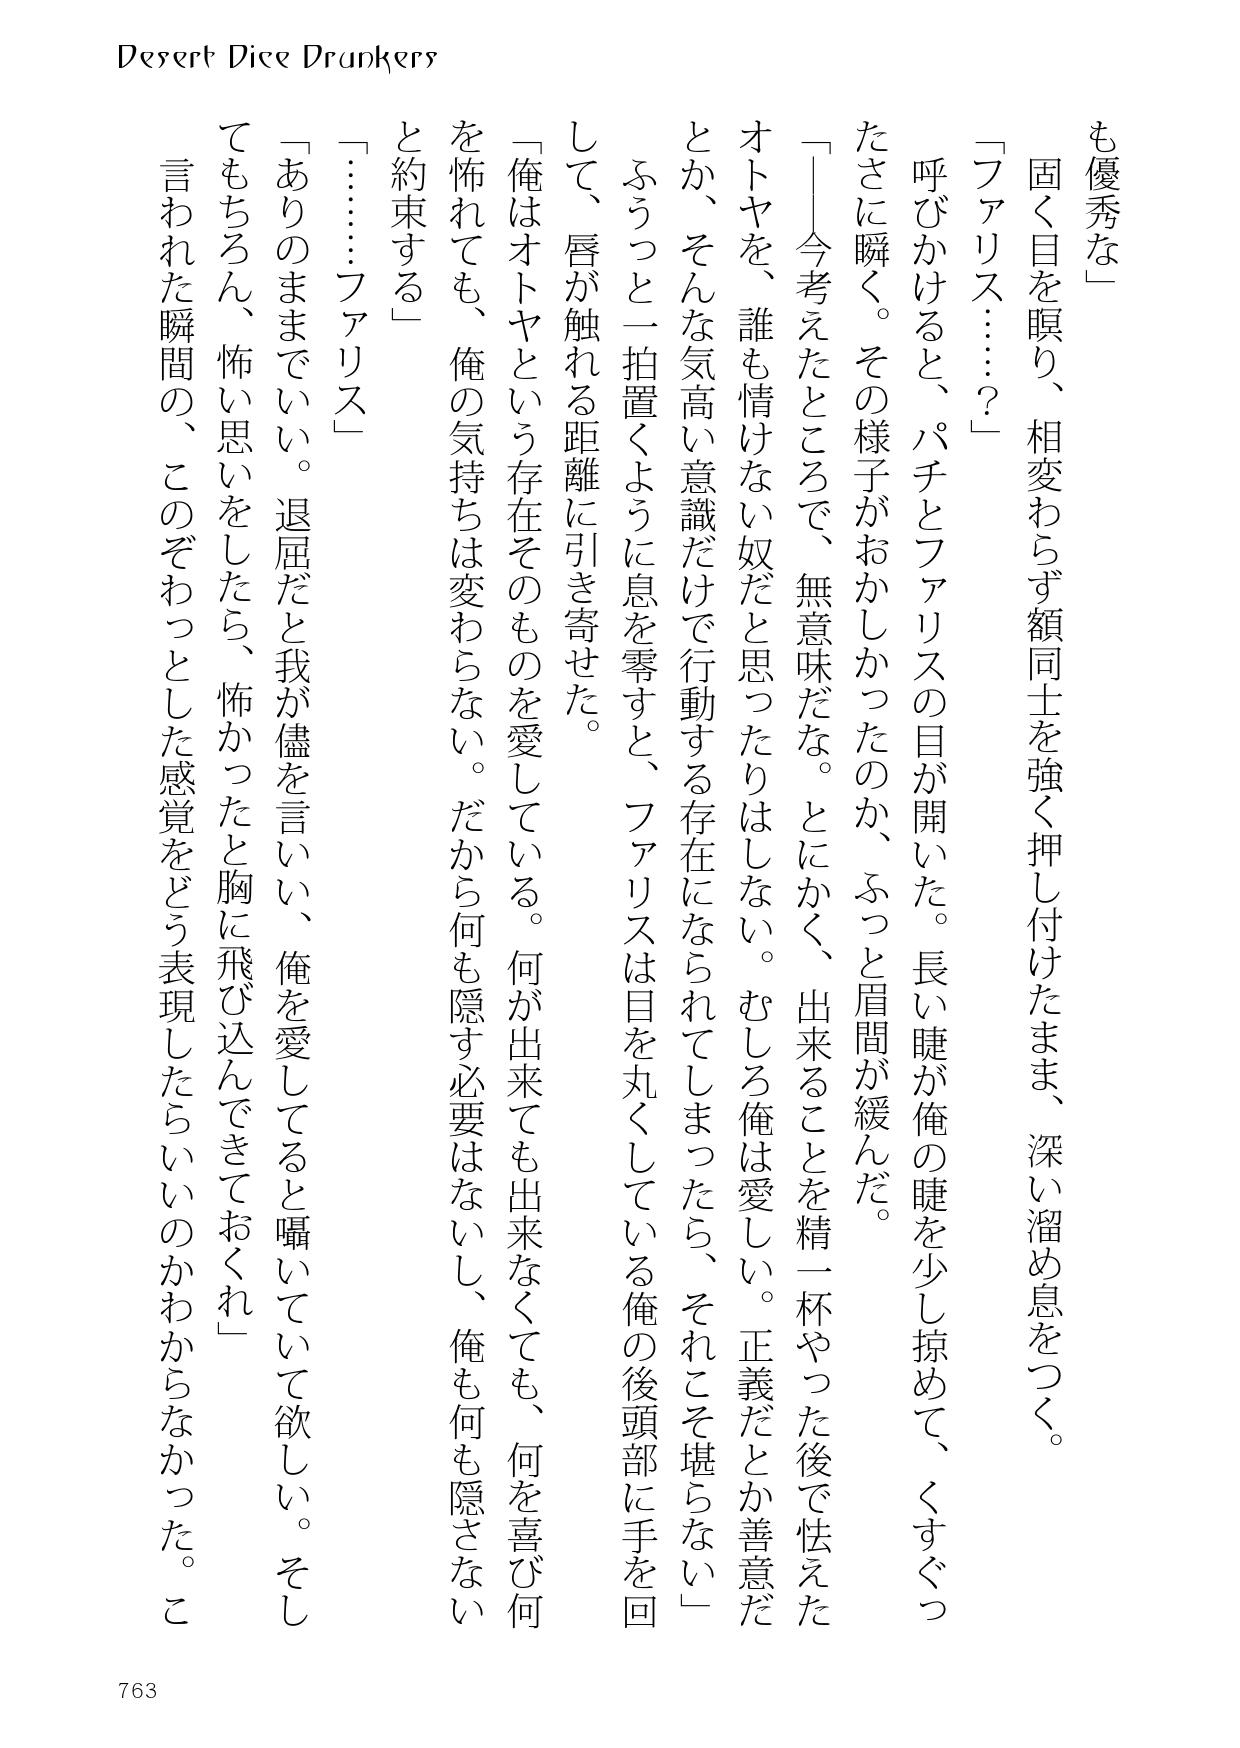 Desert Dice Drunkers
も優秀な」
　固く目を瞑り、相変わらず額同士を強く押し付けたまま、深い溜め息をつく。
「ファリス……？」
　呼びかけると、パチとファリスの目が開いた。長い睫が俺の睫を少し掠めて、くすぐっ
たさに瞬く。その様子がおかしかったのか、ふっと眉間が緩んだ。
「――今考えたところで、無意味だな。とにかく、出来ることを精一杯やった後で怯えた
オトヤを、誰も情けない奴だと思ったりはしない。むしろ俺は愛しい。正義だとか善意だ
とか、そんな気高い意識だけで行動する存在になられてしまったら、それこそ堪らない」
　ふうっと一拍置くように息を零すと、ファリスは目を丸くしている俺の後頭部に手を回
して、唇が触れる距離に引き寄せた。
「俺はオトヤという存在そのものを愛している。何が出来ても出来なくても、何を喜び何
を怖れても、俺の気持ちは変わらない。だから何も隠す必要はないし、俺も何も隠さない
と約束する」
「………ファリス」
「ありのままでいい。退屈だと我が儘を言いい、俺を愛してると囁いていて欲しい。そし
てもちろん、怖い思いをしたら、怖かったと胸に飛び込んできておくれ」
　言われた瞬間の、このぞわっとした感覚をどう表現したらいいのかわからなかった。こ
763